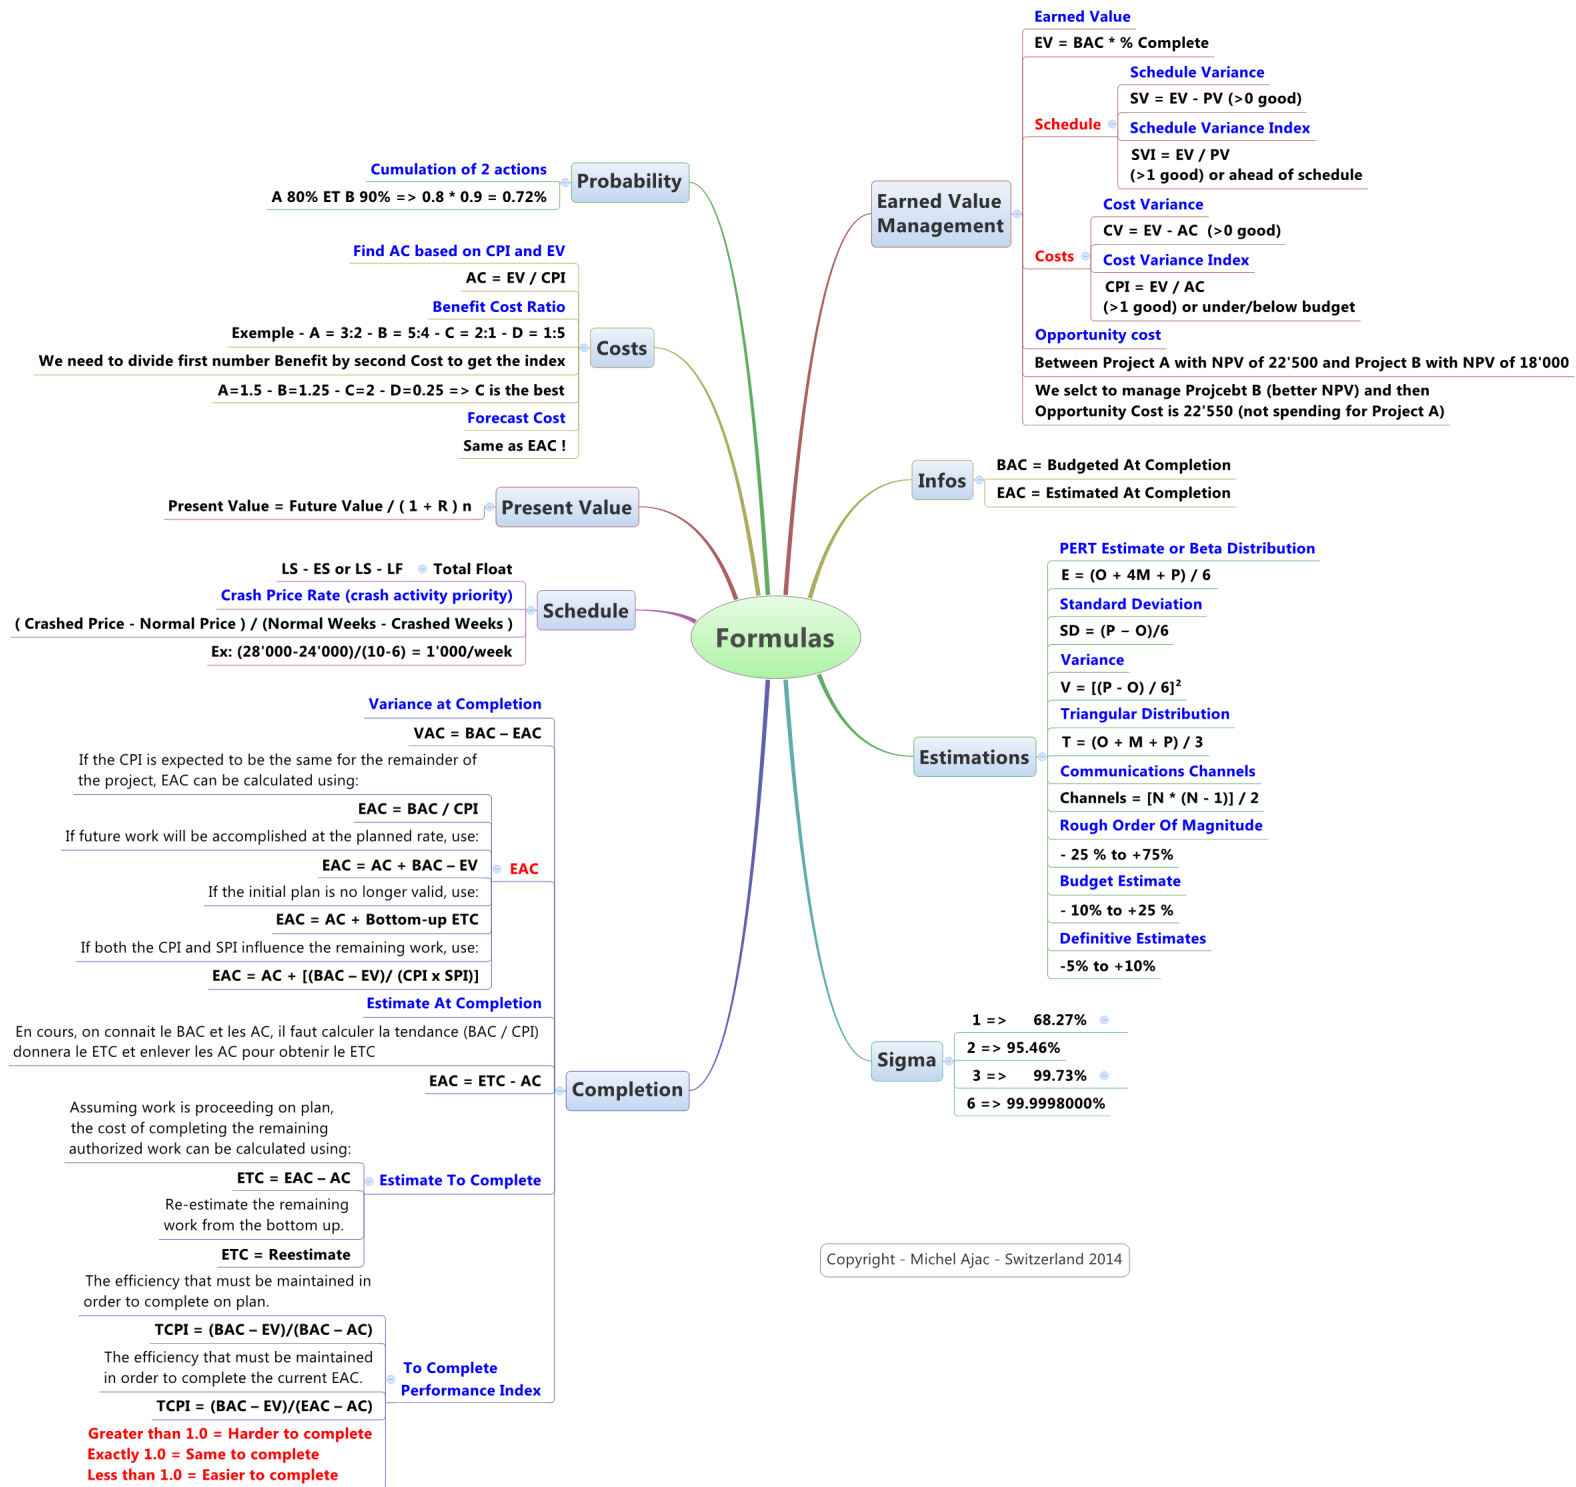 Formulas
Probability
Cumulation of 2 actions
A 80% ET B 90% => 0.8 * 0.9 = 0.72%
Costs
Find AC based on CPI and EV
AC = EV / CPI
Benefit Cost Ratio
Exemple - A = 3:2 - B = 5:4 - C = 2:1 - D = 1:5
We need to divide first number Benefit by second Cost to get the index
A=1.5 - B=1.25 - C=2 - D=0.25 => C is the best
Forecast Cost
Same as EAC !
Present Value
Present Value = Future Value / ( 1 + R ) n
Schedule
LS - ES or LS - LF
Total Float
Crash Price Rate (crash activity priority)
( Crashed Price - Normal Price ) / (Normal Weeks - Crashed Weeks )
Ex: (28'000-24'000)/(10-6) = 1'000/week
Completion
Variance at Completion
VAC = BAC – EAC
EAC
If the CPI is expected to be the same for the remainder of
the project, EAC can be calculated using:
EAC = BAC / CPI
If future work will be accomplished at the planned rate, use:
EAC = AC + BAC – EV
If the initial plan is no longer valid, use:
EAC = AC + Bottom-up ETC
If both the CPI and SPI influence the remaining work, use:
EAC = AC + [(BAC – EV)/ (CPI x SPI)]
Estimate At Completion
En cours, on connait le BAC et les AC, il faut calculer la tendance (BAC / CPI)
donnera le ETC et enlever les AC pour obtenir le ETC
EAC = ETC - AC
Estimate To Complete
Assuming work is proceeding on plan,
the cost of completing the remaining
authorized work can be calculated using:
ETC = EAC – AC
Re-estimate the remaining
work from the bottom up.
ETC = Reestimate
To Complete
Performance Index
The efficiency that must be maintained in
order to complete on plan.
TCPI = (BAC – EV)/(BAC – AC)
The efficiency that must be maintained
in order to complete the current EAC.
TCPI = (BAC – EV)/(EAC – AC)
Greater than 1.0 = Harder to complete
Exactly 1.0 = Same to complete
Less than 1.0 = Easier to complete
Earned Value
Management
Earned Value
EV = BAC * % Complete
Schedule
Schedule Variance
SV = EV - PV (>0 good)
Schedule Variance Index
SVI = EV / PV
(>1 good) or ahead of schedule
Costs
Cost Variance
CV = EV - AC (>0 good)
Cost Variance Index
CPI = EV / AC
(>1 good) or under/below budget
Opportunity cost
Between Project A with NPV of 22'500 and Project B with NPV of 18'000
We selct to manage Projcebt B (better NPV) and then
Opportunity Cost is 22'550 (not spending for Project A)
Infos
BAC = Budgeted At Completion
EAC = Estimated At Completion
Estimations
PERT Estimate or Beta Distribution
E = (O + 4M + P) / 6
Standard Deviation
SD = (P – O)/6
Variance
V = [(P - O) / 6]²
Triangular Distribution
T = (O + M + P) / 3
Communications Channels
Channels = [N * (N - 1)] / 2
Rough Order Of Magnitude
- 25 % to +75%
Budget Estimate
- 10% to +25 %
Definitive Estimates
-5% to +10%
Sigma
1 => 68.27%
2 => 95.46%
3 => 99.73%
6 => 99.9998000%
Copyright - Michel Ajac - Switzerland 2014